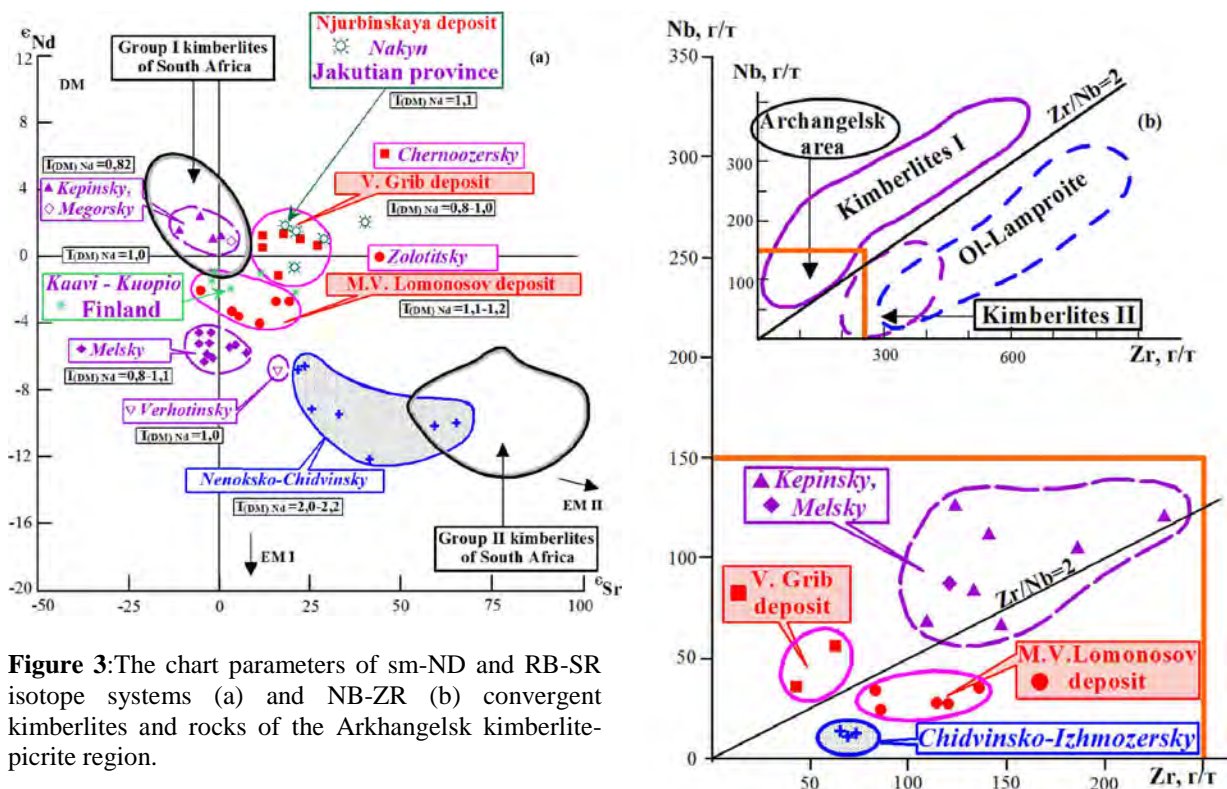 εNd
12
8
4
0
-4
-8
-12
-16
-20
-50
-25
0
25
50
75
100
εSr
DM
(a)
Group I kimberlites
of South Africa
Njurbinskaya deposit
Nakyn
Jakutian province
I(DM) Nd =1,1
Chernoozersky
V. Grib deposit
I(DM) Nd =0,8-1,0
I(DM) Nd =0,82
Kepinsky,
Megorsky
I(DM) Nd =1,0
Kaavi - Kuopio
Finland
Zolotitsky
M.V. Lomonosov deposit
I(DM) Nd =1,1-1,2
Melsky
I(DM) Nd =0,8-1,1
Verhotinsky
I(DM) Nd =1,0
Nenoksko-Chidvinsky
I(DM) Nd =2,0-2,2
EM I
EM II
Group II kimberlites
of South Africa
Figure 3:The chart parameters of sm-ND and RB-SR
isotope systems (a) and NB-ZR (b) convergent
kimberlites and rocks of the Arkhangelsk kimberlite-
picrite region.
Nb, г/т
350
300
250
200
150
100
50
0
50
100
150
200
Zr, г/т
Nb, г/т
300
200
100
300
600
Zr, г/т
(b)
Archangelsk
area
Kimberlites I
Zr/Nb=2
Ol-Lamproite
Kimberlites II
Kepinsky,
Melsky
V. Grib
deposit
Zr/Nb=2
M.V.Lomonosov
deposit
Chidvinsko-Izhmozersky